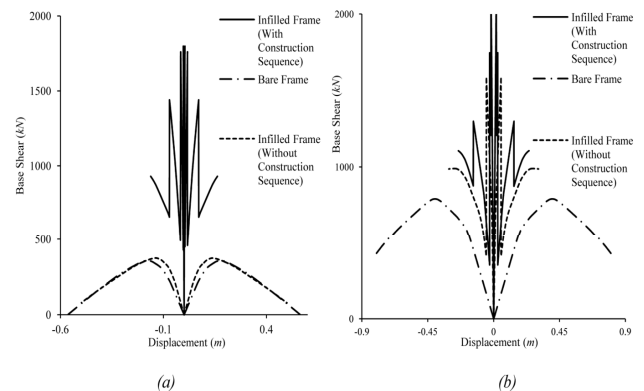 2000
1500
1000
500
0
Base Shear (kN)
-0.6
-0.1
0.4
Displacement (m)
Infilled Frame
(With
Construction
Sequence)
Bare Frame
Infilled Frame
(Without
Construction
Sequence)
(a)
2000
1000
0
Base Shear (kN)
-0.9
-0.45
0
0.45
0.9
Displacement (m)
Infilled Frame
(With
Construction
Sequence)
Bare Frame
Infilled Frame
(Without
Construction
Sequence)
(b)